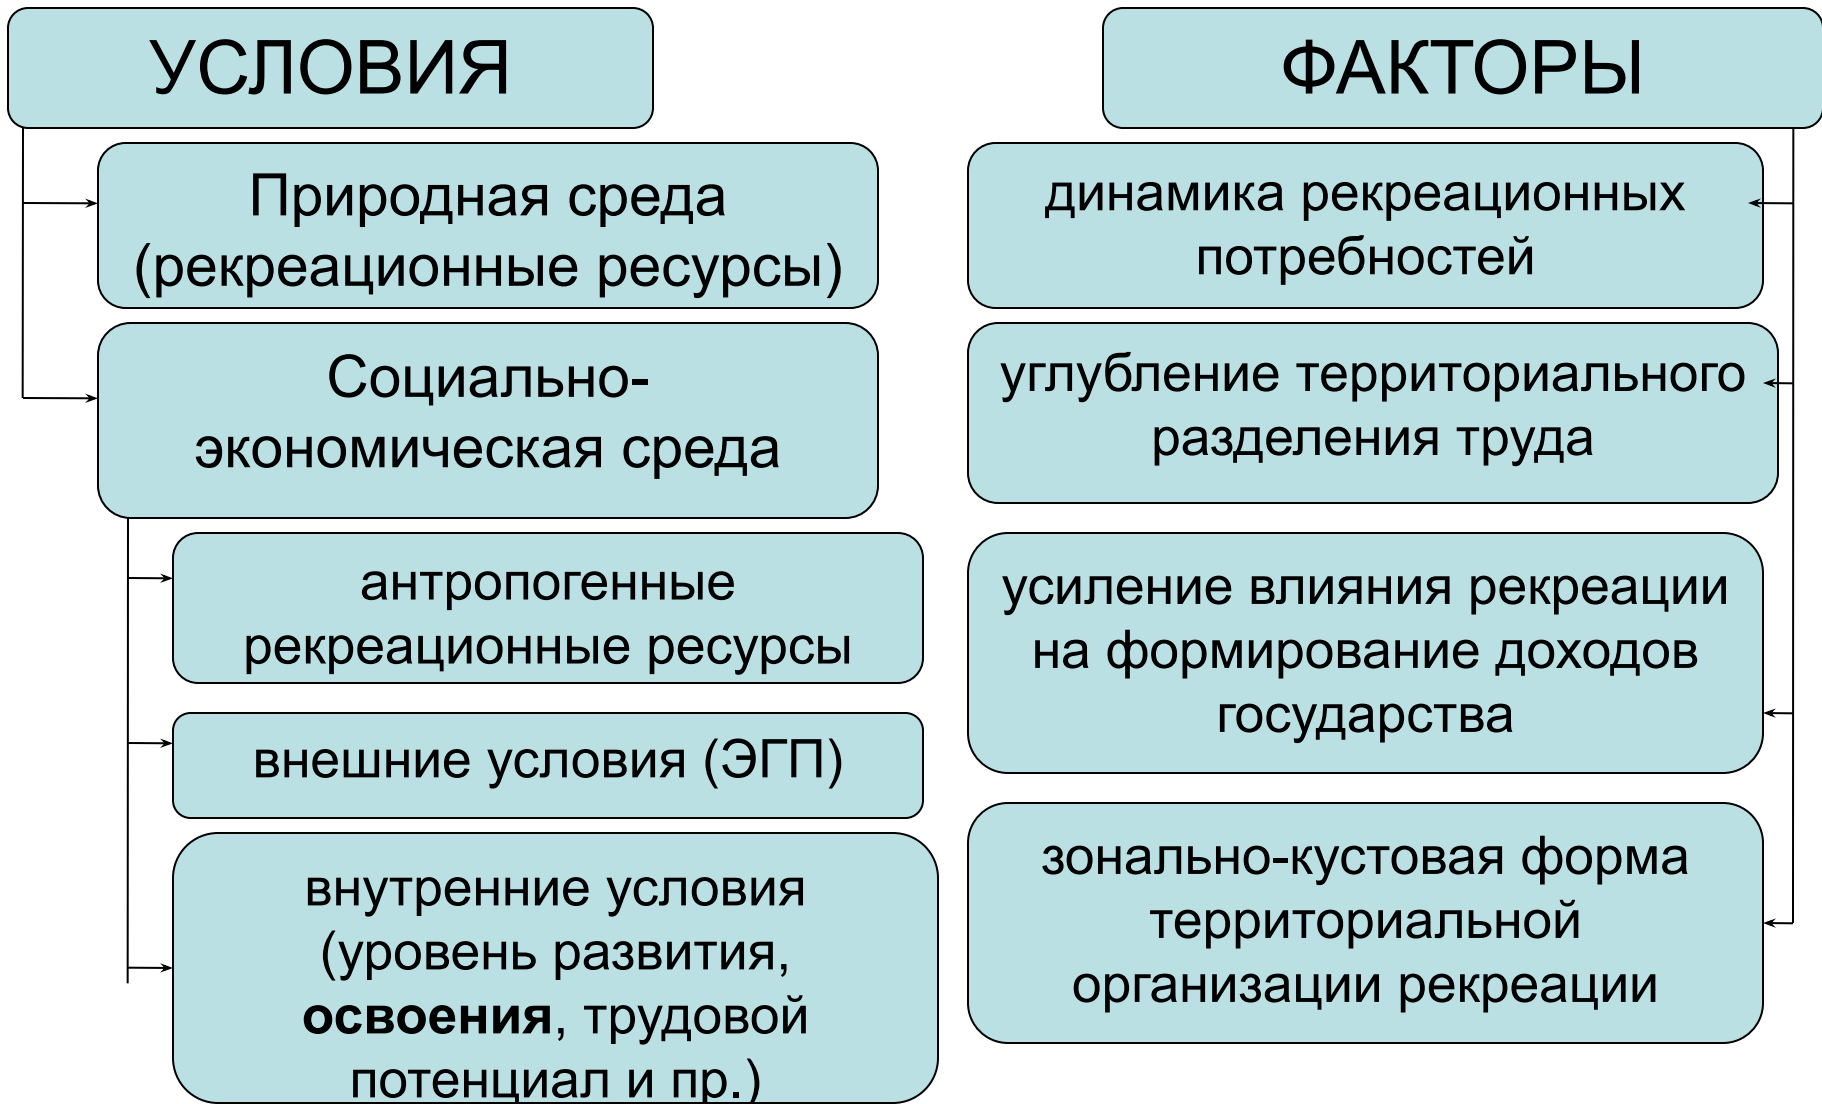 УСЛОВИЯ
Природная среда
(рекреационные ресурсы)
Социально-
экономическая среда
антропогенные
рекреационные ресурсы
внешние условия (ЭГП)
внутренние условия
(уровень развития,
освоения, трудовой
потенциал и пр.)
ФАКТОРЫ
динамика рекреационных
потребностей
углубление территориального
разделения труда
усиление влияния рекреации
на формирование доходов
государства
зонально-кустовая форма
территориальной
организации рекреации